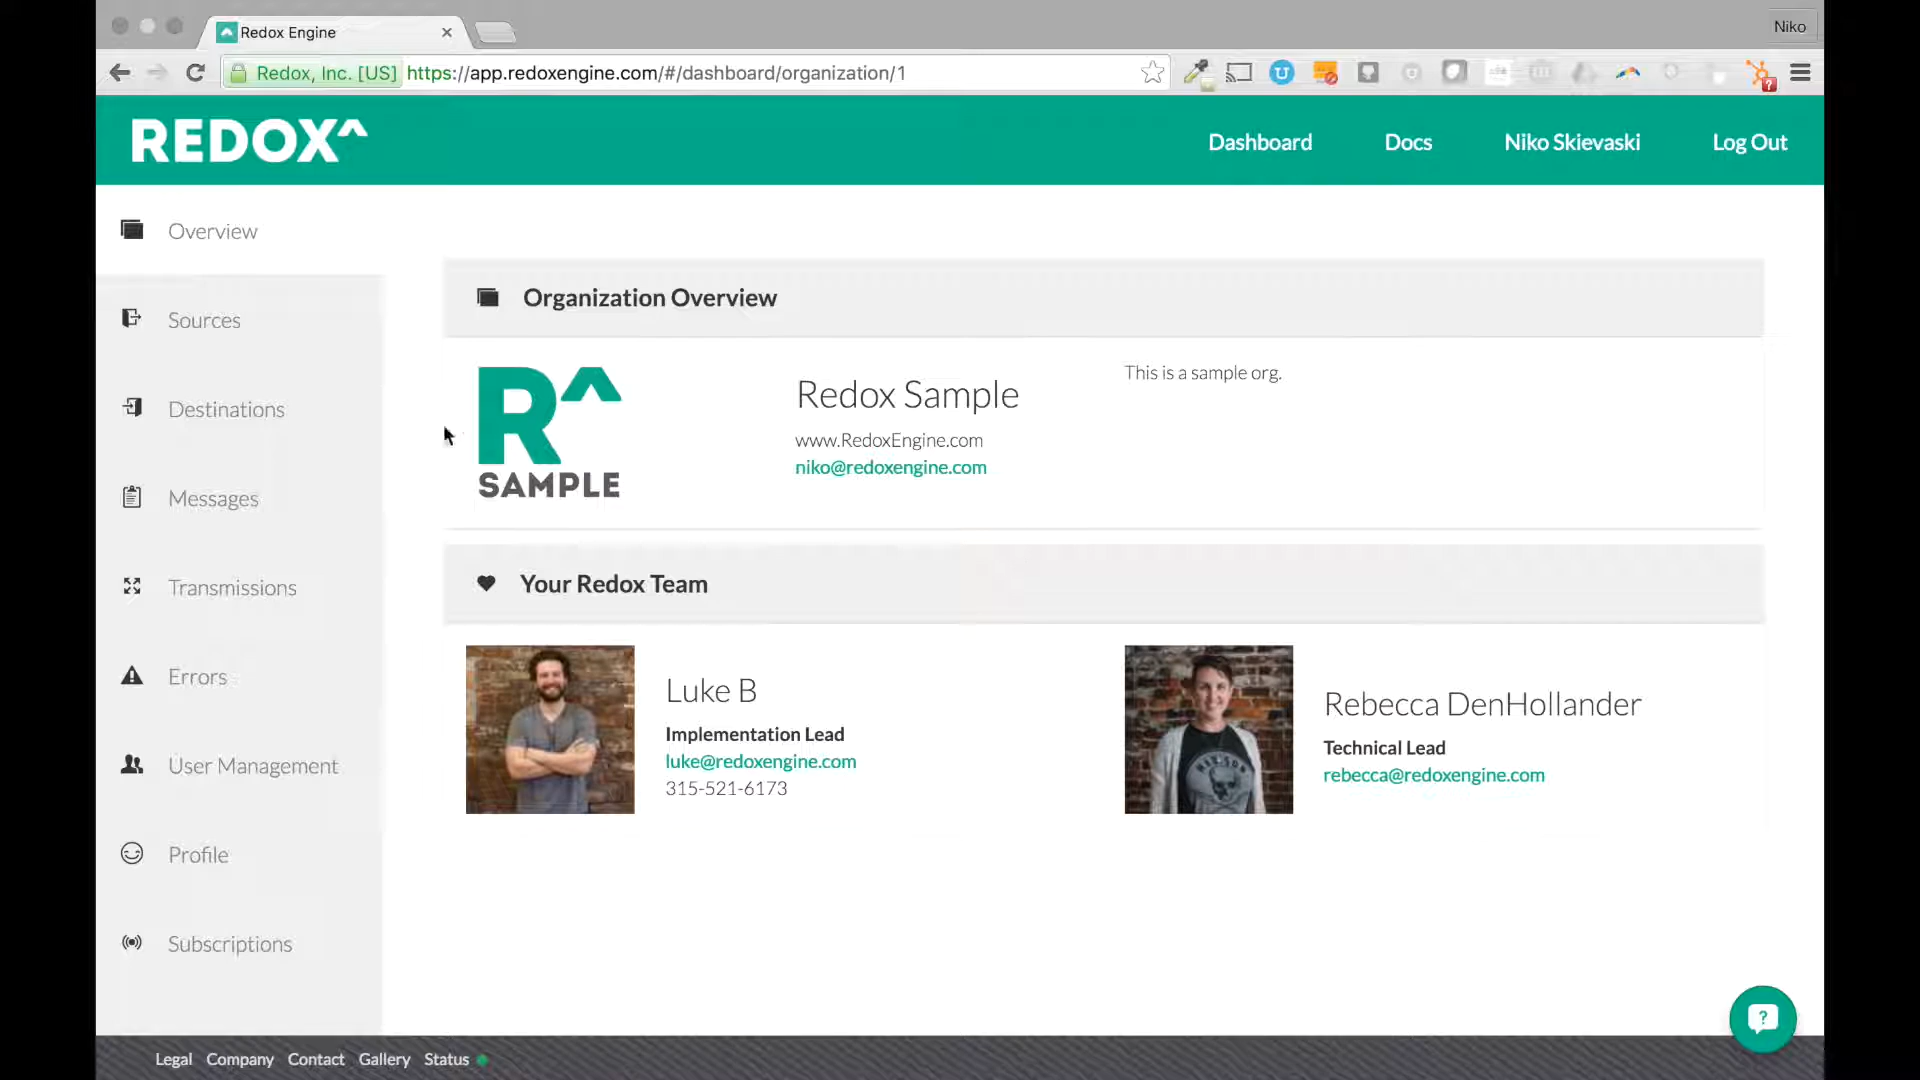 Redox Engine
Niko
Redox, Inc. [US] https://app.redoxengine.com/#/dashboard/organization/1
REDOX^
Dashboard
Docs
Niko Skievaski
Log Out
Overview
Sources
Destinations
Messages
Transmissions
Errors
User Management
Profile
Subscriptions
Organization Overview
R^
SAMPLE
Redox Sample
www.RedoxEngine.com
niko@redoxengine.com
This is a sample org.
Your Redox Team
Luke B
Implementation Lead
luke@redoxengine.com
315-521-6173
Rebecca DenHollander
Technical Lead
rebecca@redoxengine.com
Legal Company Contact Gallery Status